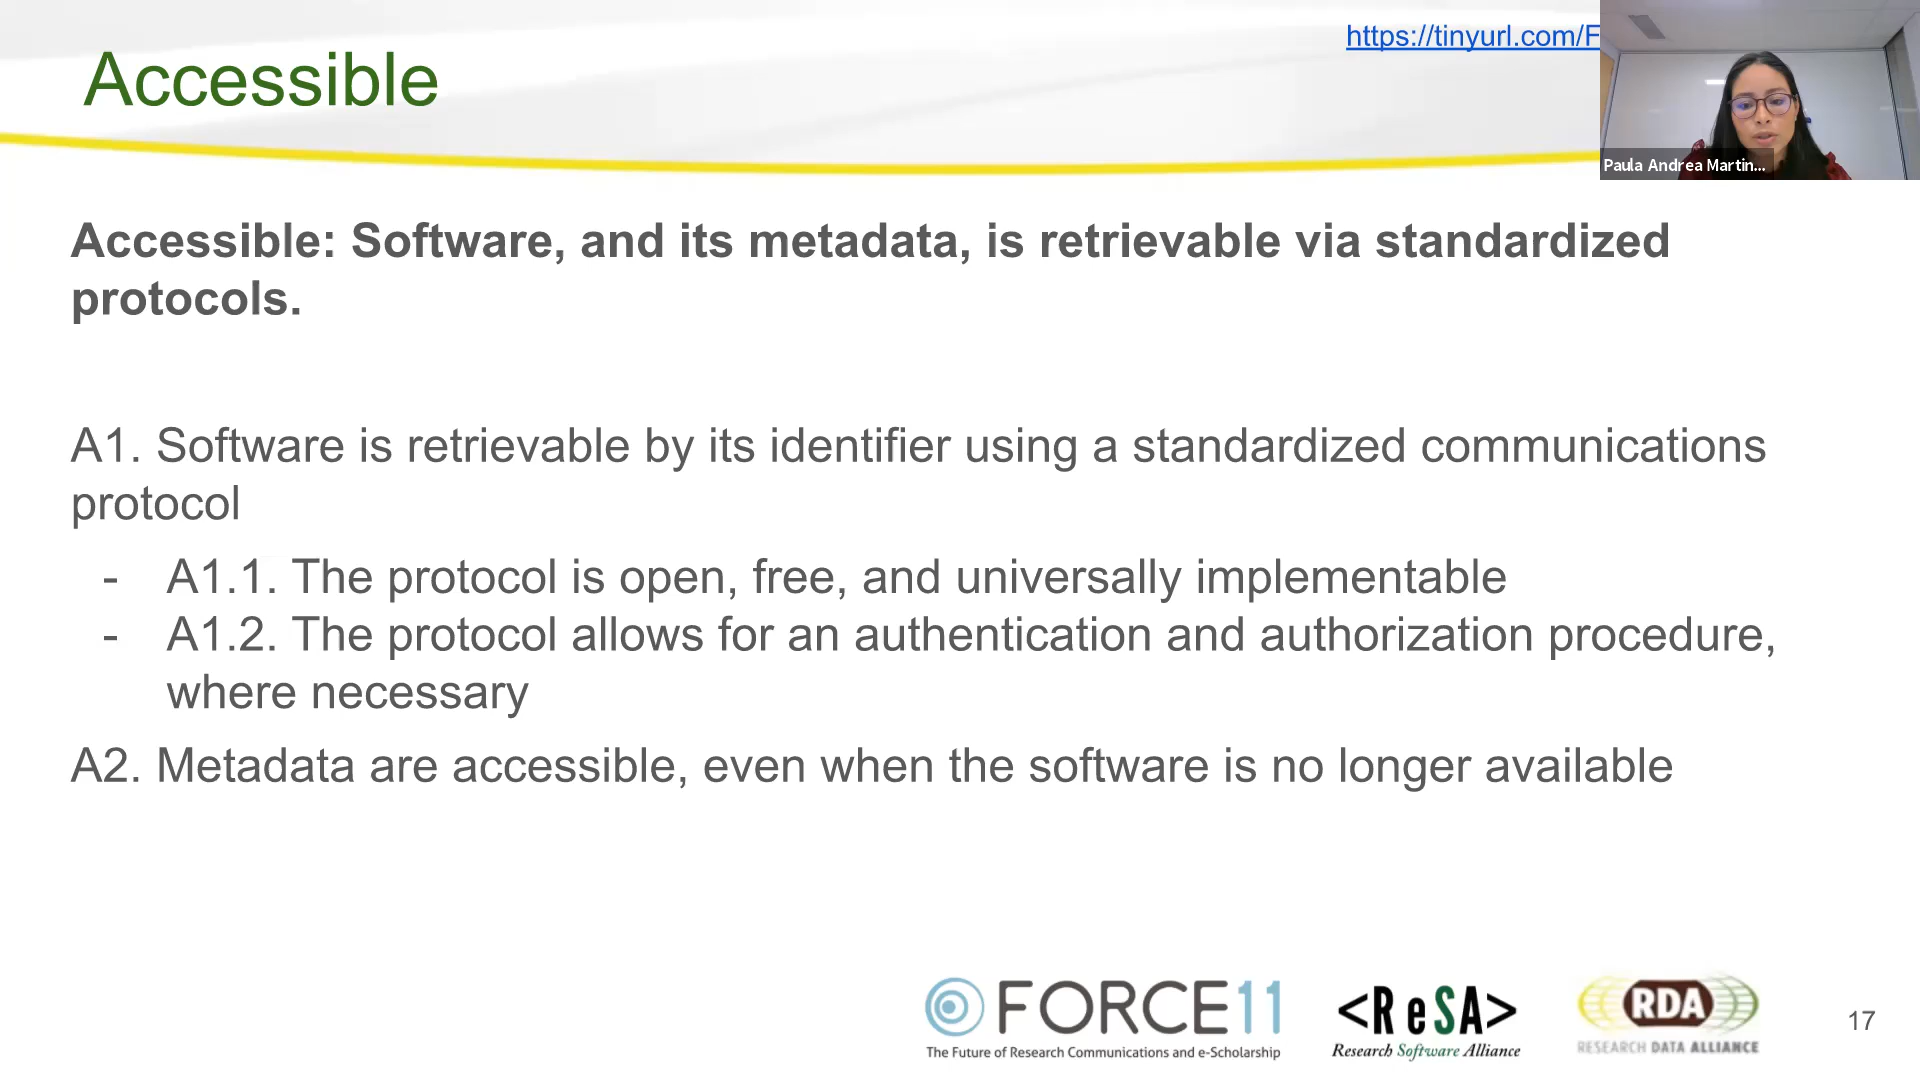 https://tinyurl.com/F
Accessible
Paula Andrea Martin...
Accessible: Software, and its metadata, is retrievable via standardized
protocols.
A1. Software is retrievable by its identifier using a standardized communications
protocol
- A1.1. The protocol is open, free, and universally implementable
- A1.2. The protocol allows for an authentication and authorization procedure,
where necessary
A2. Metadata are accessible, even when the software is no longer available
FORCE11
The Future of Research Communications and e-Scholarship
<ReSA>
Research Software Alliance
RDA
RESEARCH DATA ALLIANCE
17